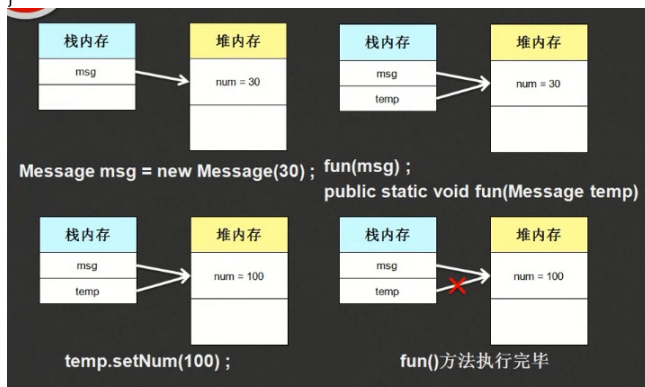 }
栈内存
堆内存
msg
num = 30
Message msg = new Message(30) ;
栈内存
堆内存
msg
temp
num = 30
fun(msg) ;
public static void fun(Message temp)
栈内存
堆内存
msg
temp
num = 100
temp.setNum(100) ;
栈内存
堆内存
msg
temp
num = 100
fun()方法执行完毕